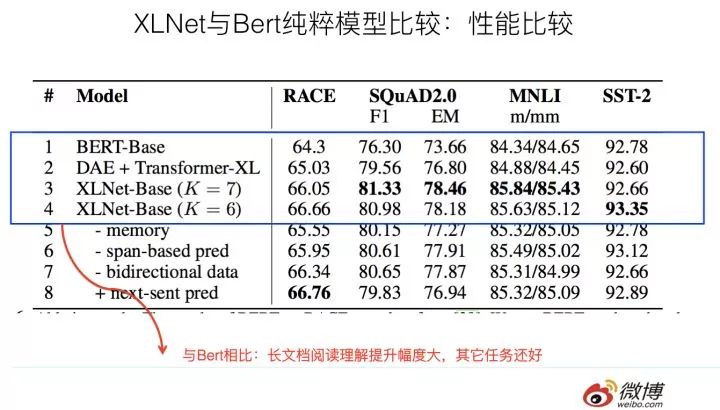 XLNet与Bert纯粹模型比较：性能比较
# Model RACE SQuAD2.0 MNLI SST-2
F1 EM m/mm
1 BERT-Base 64.3 76.30 73.66 84.34/84.65 92.78
2 DAE + Transformer-XL 65.03 79.56 76.80 84.88/84.45 92.60
3 XLNet-Base (K = 7) 66.05 81.33 78.46 85.84/85.43 92.66
4 XLNet-Base (K = 6) 66.66 80.98 78.18 85.63/85.12 93.35
5 - memory 65.55 80.15 77.27 85.32/85.05 92.78
6 - span-based pred 65.95 80.61 77.91 85.49/85.02 93.12
7 - bidirectional data 66.34 80.65 77.87 85.31/84.99 92.66
8 + next-sent pred 66.76 79.83 76.94 85.32/85.09 92.89
与Bert相比：长文档阅读理解提升幅度大，其它任务还好
微博
weibo.com